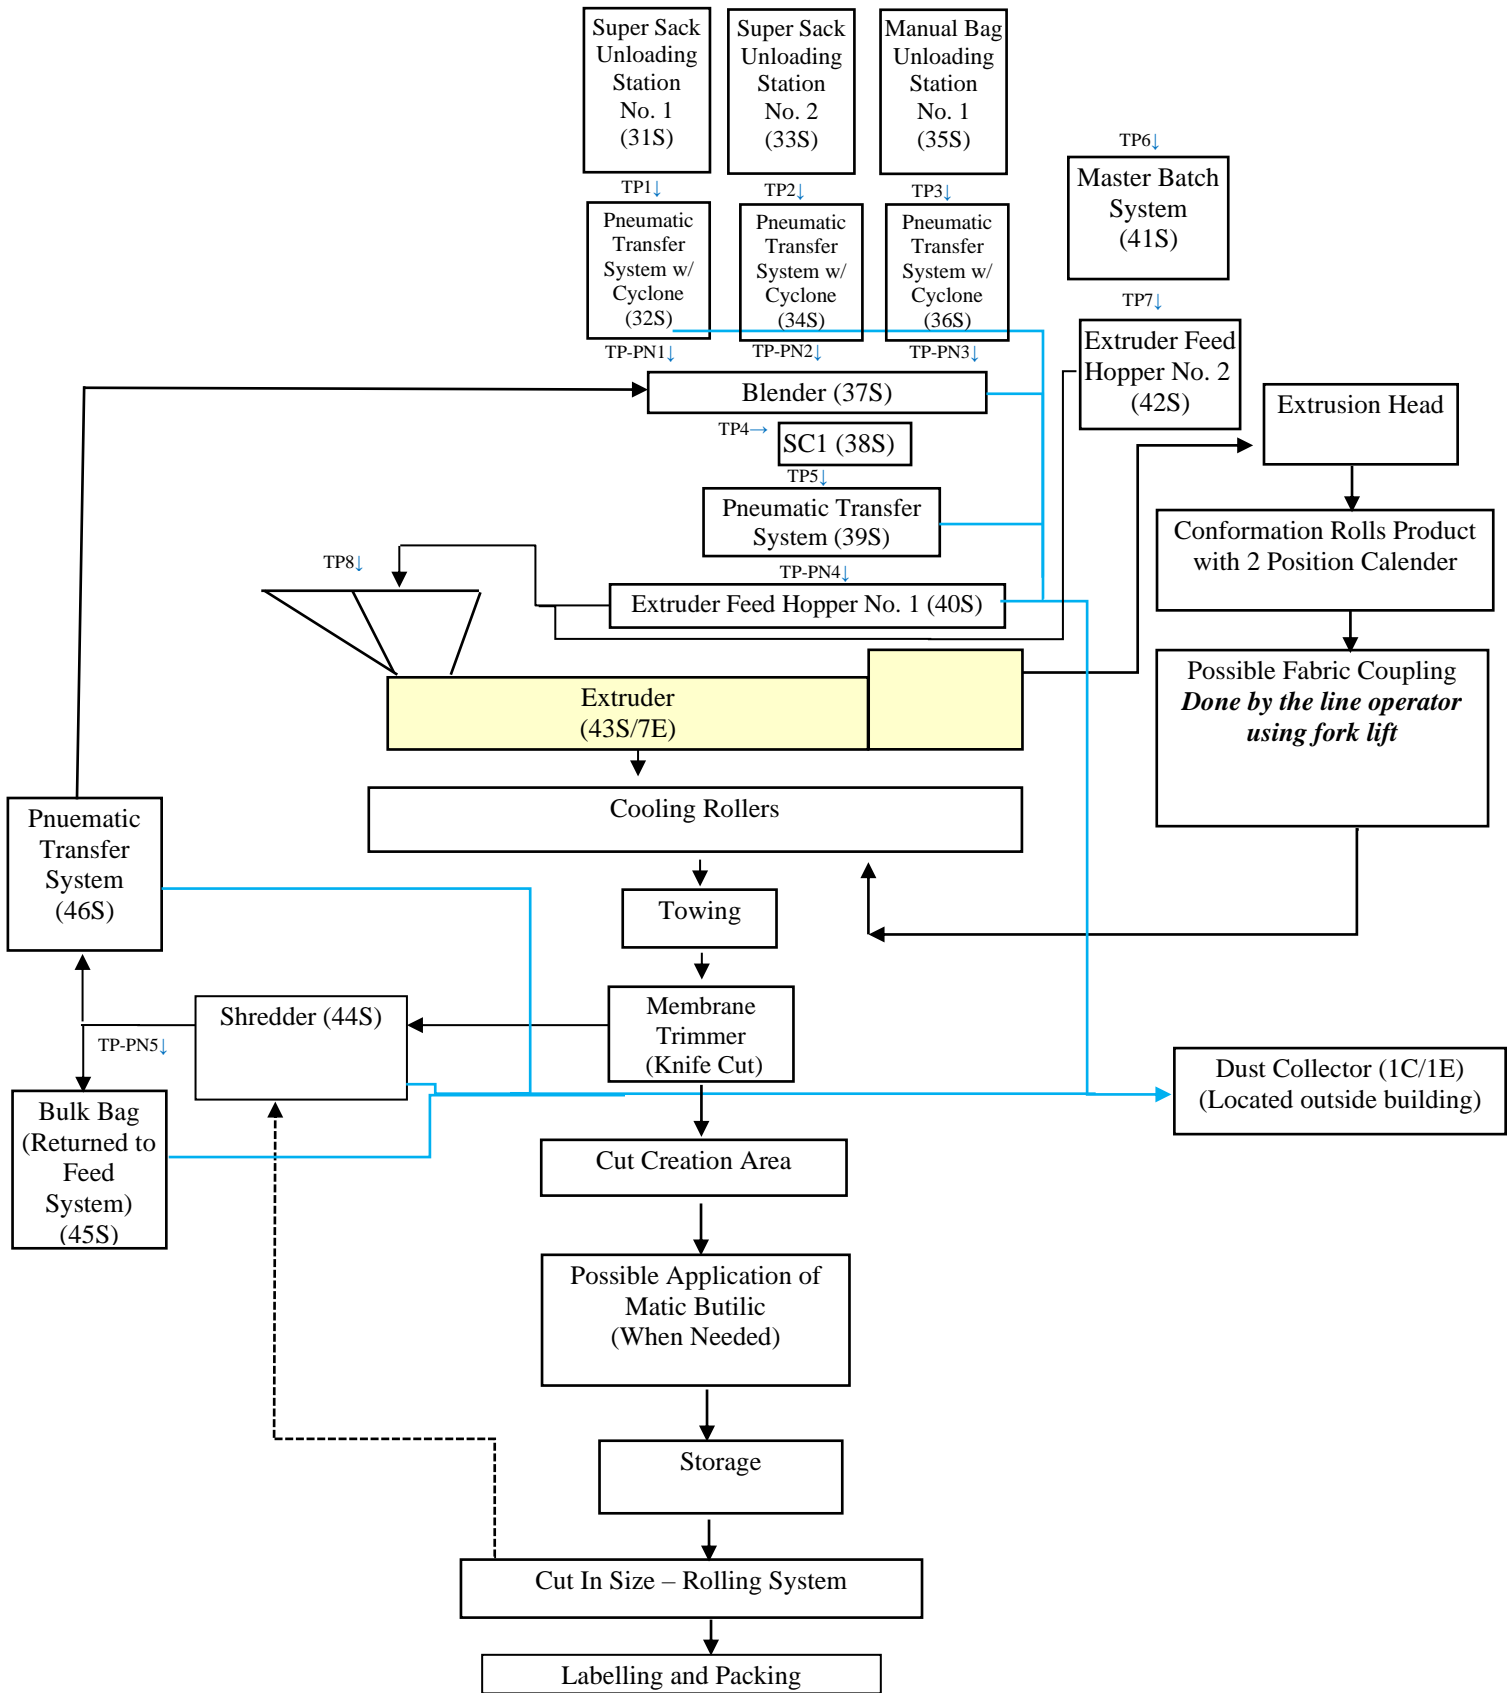 Super Sack
Unloading
Station
No. 1
(31S)
Super Sack
Unloading
Station
No. 2
(33S)
Manual Bag
Unloading
Station
No. 1
(35S)
TP6↓
Master Batch
System
(41S)
TP1↓
TP2↓
TP3↓
Pneumatic
Transfer
System w/
Cyclone
(32S)
Pneumatic
Transfer
System w/
Cyclone
(34S)
Pneumatic
Transfer
System w/
Cyclone
(36S)
TP7↓
Extruder Feed
Hopper No. 2
(42S)
TP-PN1↓
TP-PN2↓
TP-PN3↓
Blender (37S)
Extrusion Head
TP4→
SC1 (38S)
TP5↓
Pneumatic Transfer
System (39S)
Conformation Rolls Product
with 2 Position Calender
TP8↓
TP-PN4↓
Extruder Feed Hopper No. 1 (40S)
Possible Fabric Coupling
Done by the line operator
using fork lift
Extruder
(43S/7E)
Cooling Rollers
Pnuematic
Transfer
System
(46S)
Towing
Membrane
Trimmer
(Knife Cut)
Shredder (44S)
TP-PN5↓
Dust Collector (1C/1E)
(Located outside building)
Bulk Bag
(Returned to
Feed
System)
(45S)
Cut Creation Area
Possible Application of
Matic Butilic
(When Needed)
Storage
Cut In Size – Rolling System
Labelling and Packing